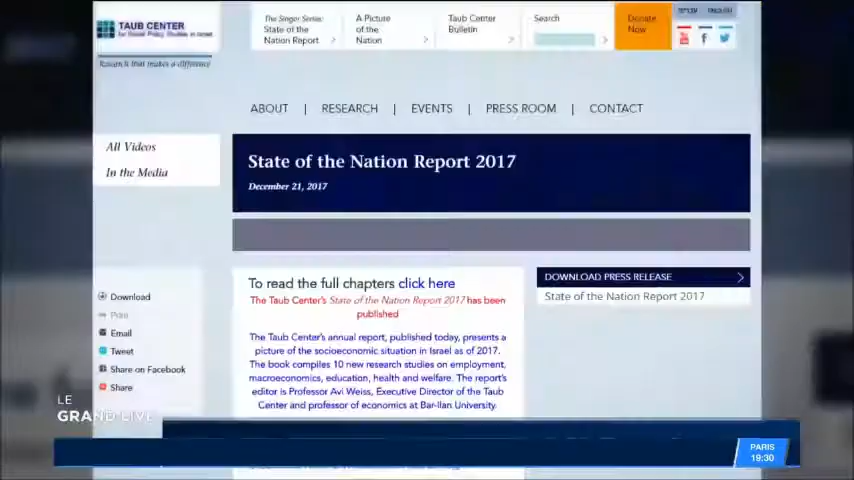 TAUB CENTER
for Social Policy Studies in Israel
Research that makes a difference
The Singer Series:
State of the
Nation Report
A Picture
of the
Nation
Taub Center
Bulletin
Search
Donate
Now
עברית
ENGLISH
ABOUT | RESEARCH | EVENTS | PRESS ROOM | CONTACT
All Videos
In the Media
State of the Nation Report 2017
December 21, 2017
Download
Print
Email
Tweet
Share on Facebook
Share
To read the full chapters click here
The Taub Center's State of the Nation Report 2017 has been
published
The Taub Center's annual report, published today, presents a
picture of the socioeconomic situation in Israel as of 2017.
The book compiles 10 new research studies on employment,
macroeconomics, education, health and welfare. The report's
editor is Professor Avi Weiss, Executive Director of the Taub
Center and professor of economics at Bar-Ilan University.
DOWNLOAD PRESS RELEASE
State of the Nation Report 2017
LE
GRAND LIVE
PARIS
19:30